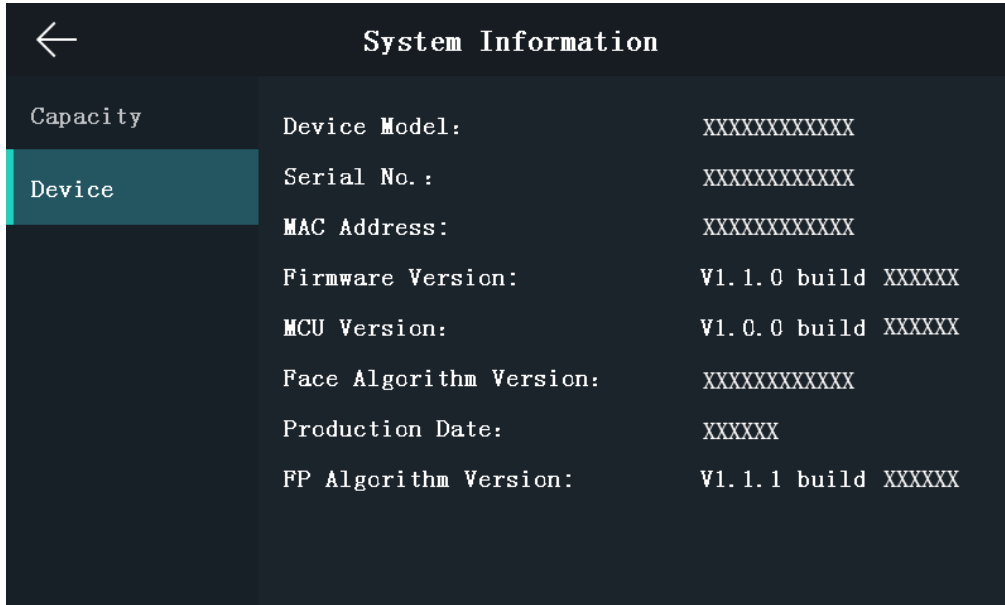 System Information
Capacity
Device
Device Model: XXXXXXXXXXXX
Serial No.: XXXXXXXXXXXX
MAC Address: XXXXXXXXXXXX
Firmware Version: V1.1.0 build XXXXXX
MCU Version: V1.0.0 build XXXXXX
Face Algorithm Version: XXXXXXXXXXXX
Production Date: XXXXXX
FP Algorithm Version: V1.1.1 build XXXXXX